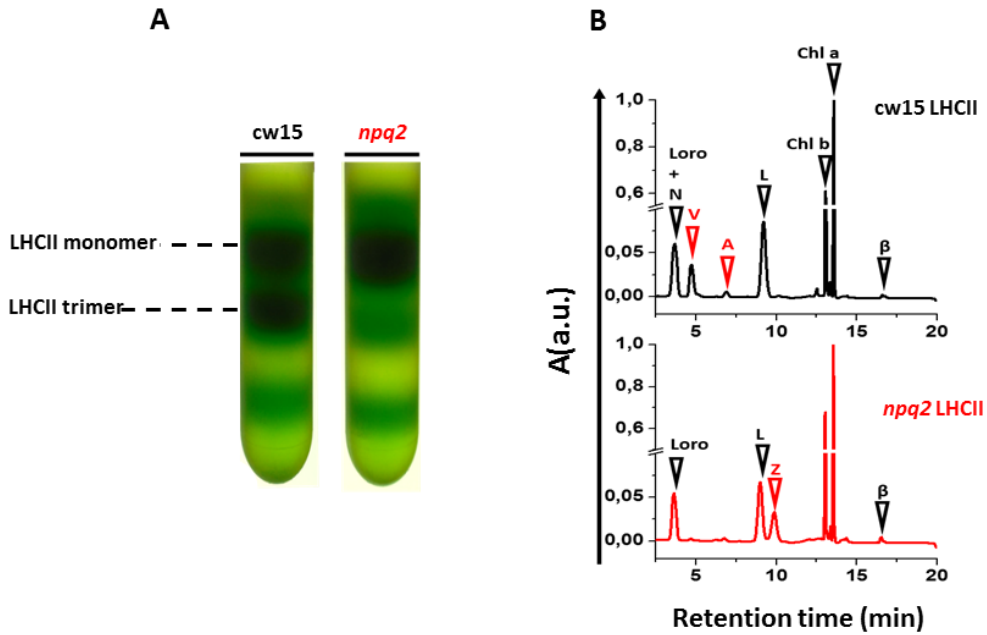 A
cw15
npq2
LHCII monomer
LHCII trimer
B
A(a.u.)
Chl a
cw15 LHCII
1,0
Chl b
Loro
+
N
0,6
L
V
A
β
0,05
0,00
5 10 15 20
1,0
0,8
0,6
npq2 LHCII
Loro
L
Z
β
0,05
0,00
5 10 15 20
Retention time (min)